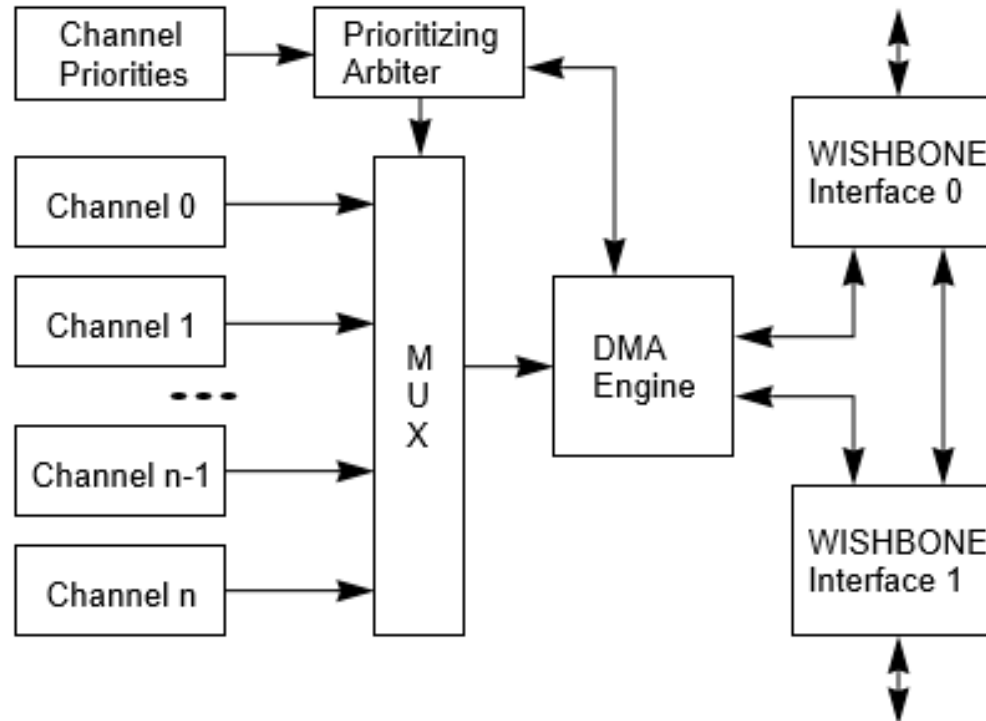 Channel
Priorities
Prioritizing
Arbiter
WISHBONE
Interface 0
Channel 0
Channel 1
M
U
X
DMA
Engine
Channel n-1
Channel n
WISHBONE
Interface 1